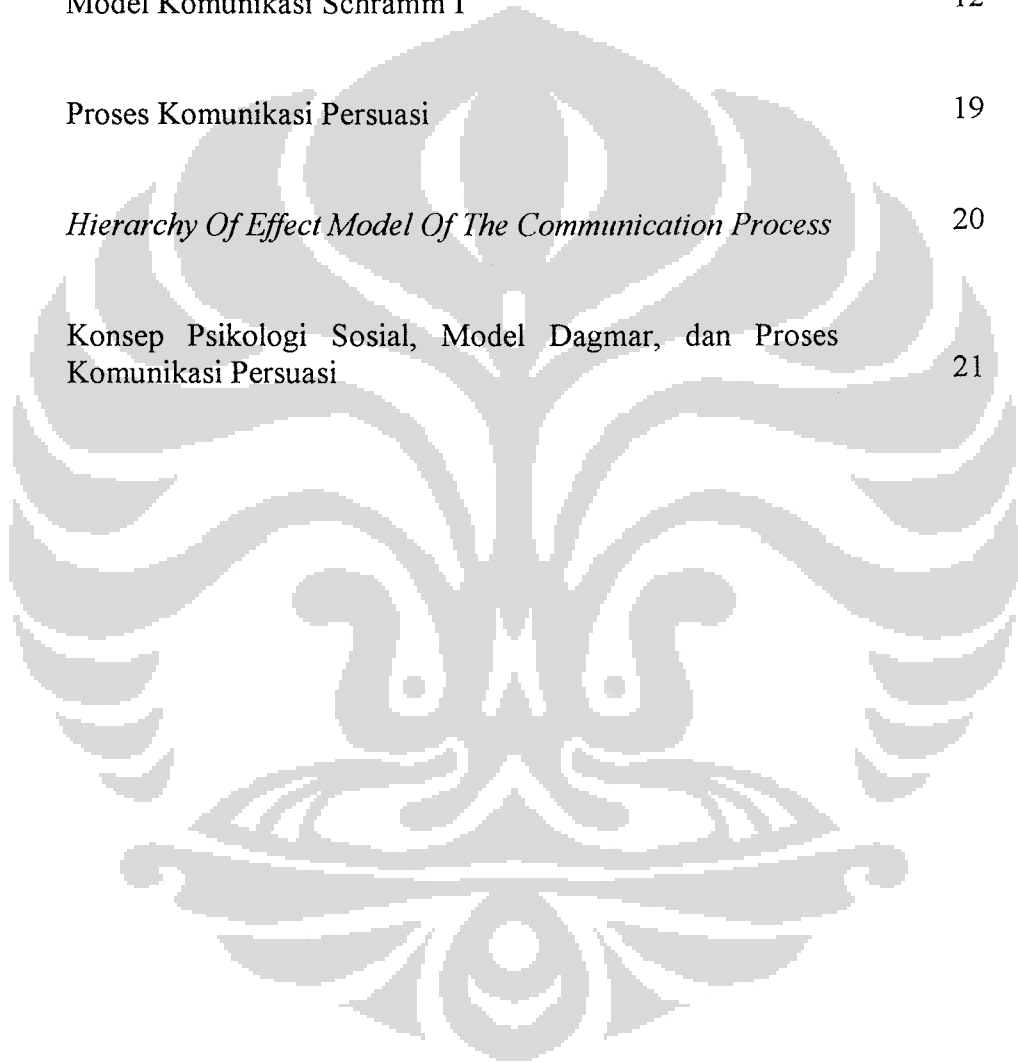 Model Komunikasi Schramm I 12
Proses Komunikasi Persuasi 19
Hierarchy Of Effect Model Of The Communication Process 20
Konsep Psikologi Sosial, Model Dagmar, dan Proses
Komunikasi Persuasi 21